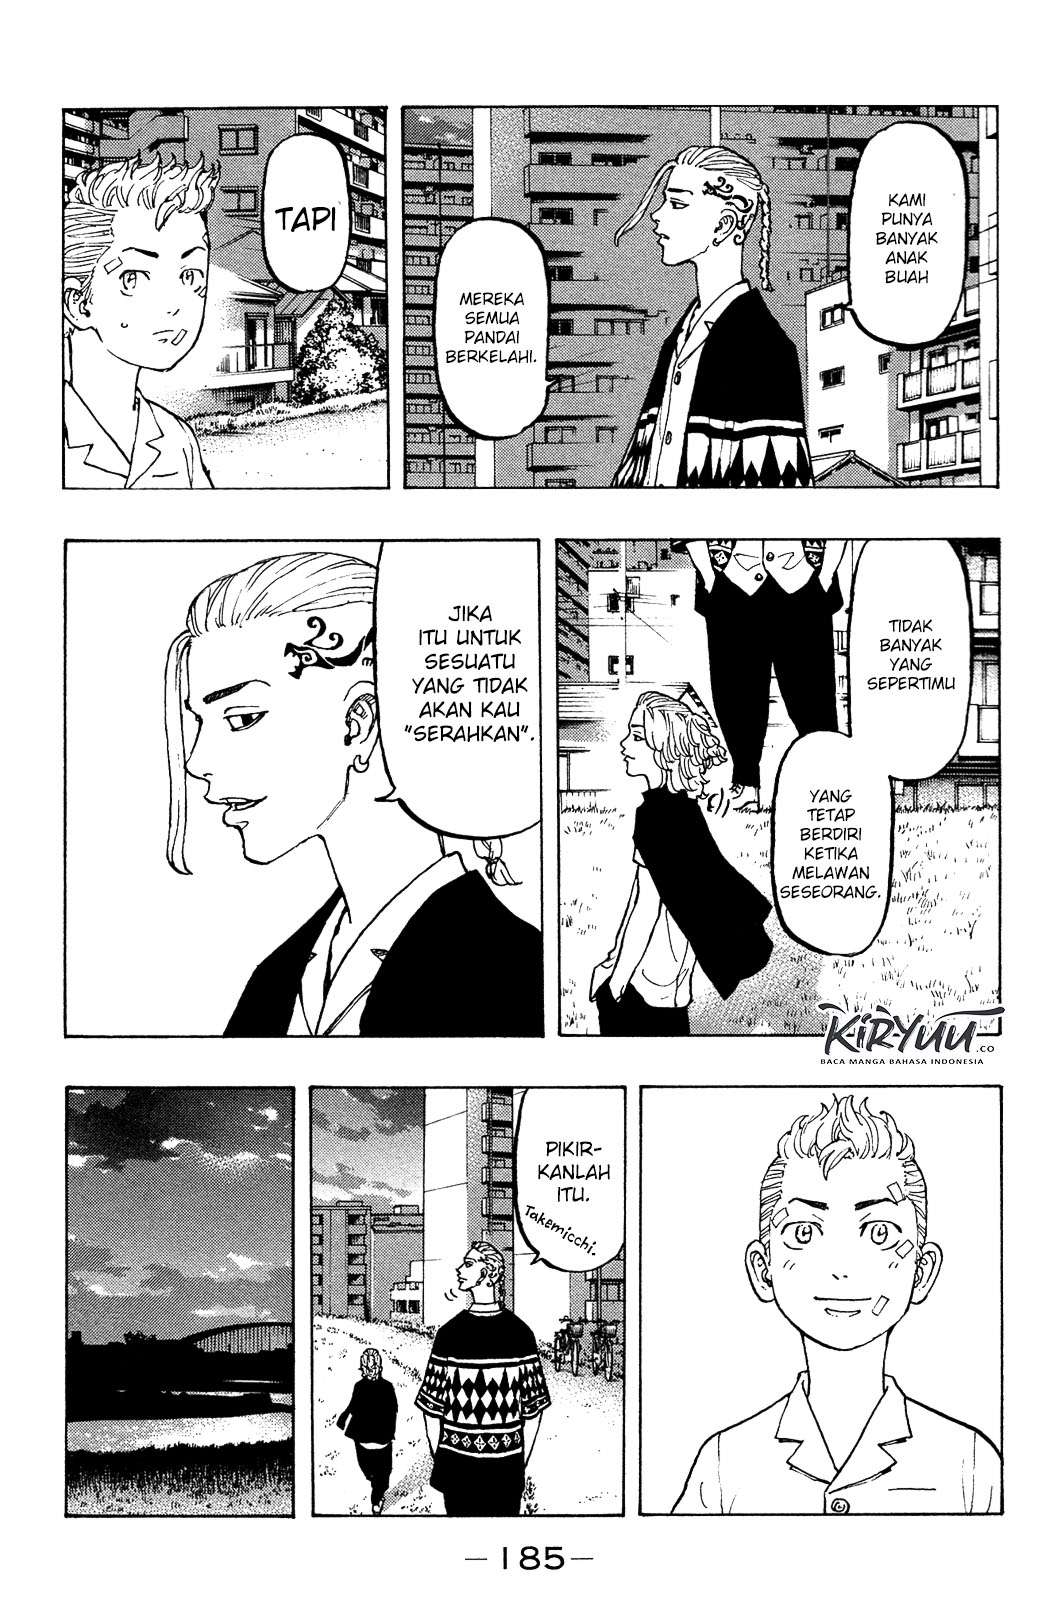 KAMI
PUNYA
BANYAK
ANAK
BUAH
MEREKA
SEMUA
PANDAI
BERKELAHI.
TAPI
TIDAK
BANYAK
YANG
SEPERTIMU
YANG
TETAP
BERDIRI
KETIKA
MELAWAN
SESEORANG.
JIKA
ITU UNTUK
SESUATU
YANG TIDAK
AKAN KAU
"SERAHKAN".
KIRYUU.CO
BACA MANGA BAHASA INDONESIA
PIKIR-
KANLAH
ITU.
Takemicchi.
—185—